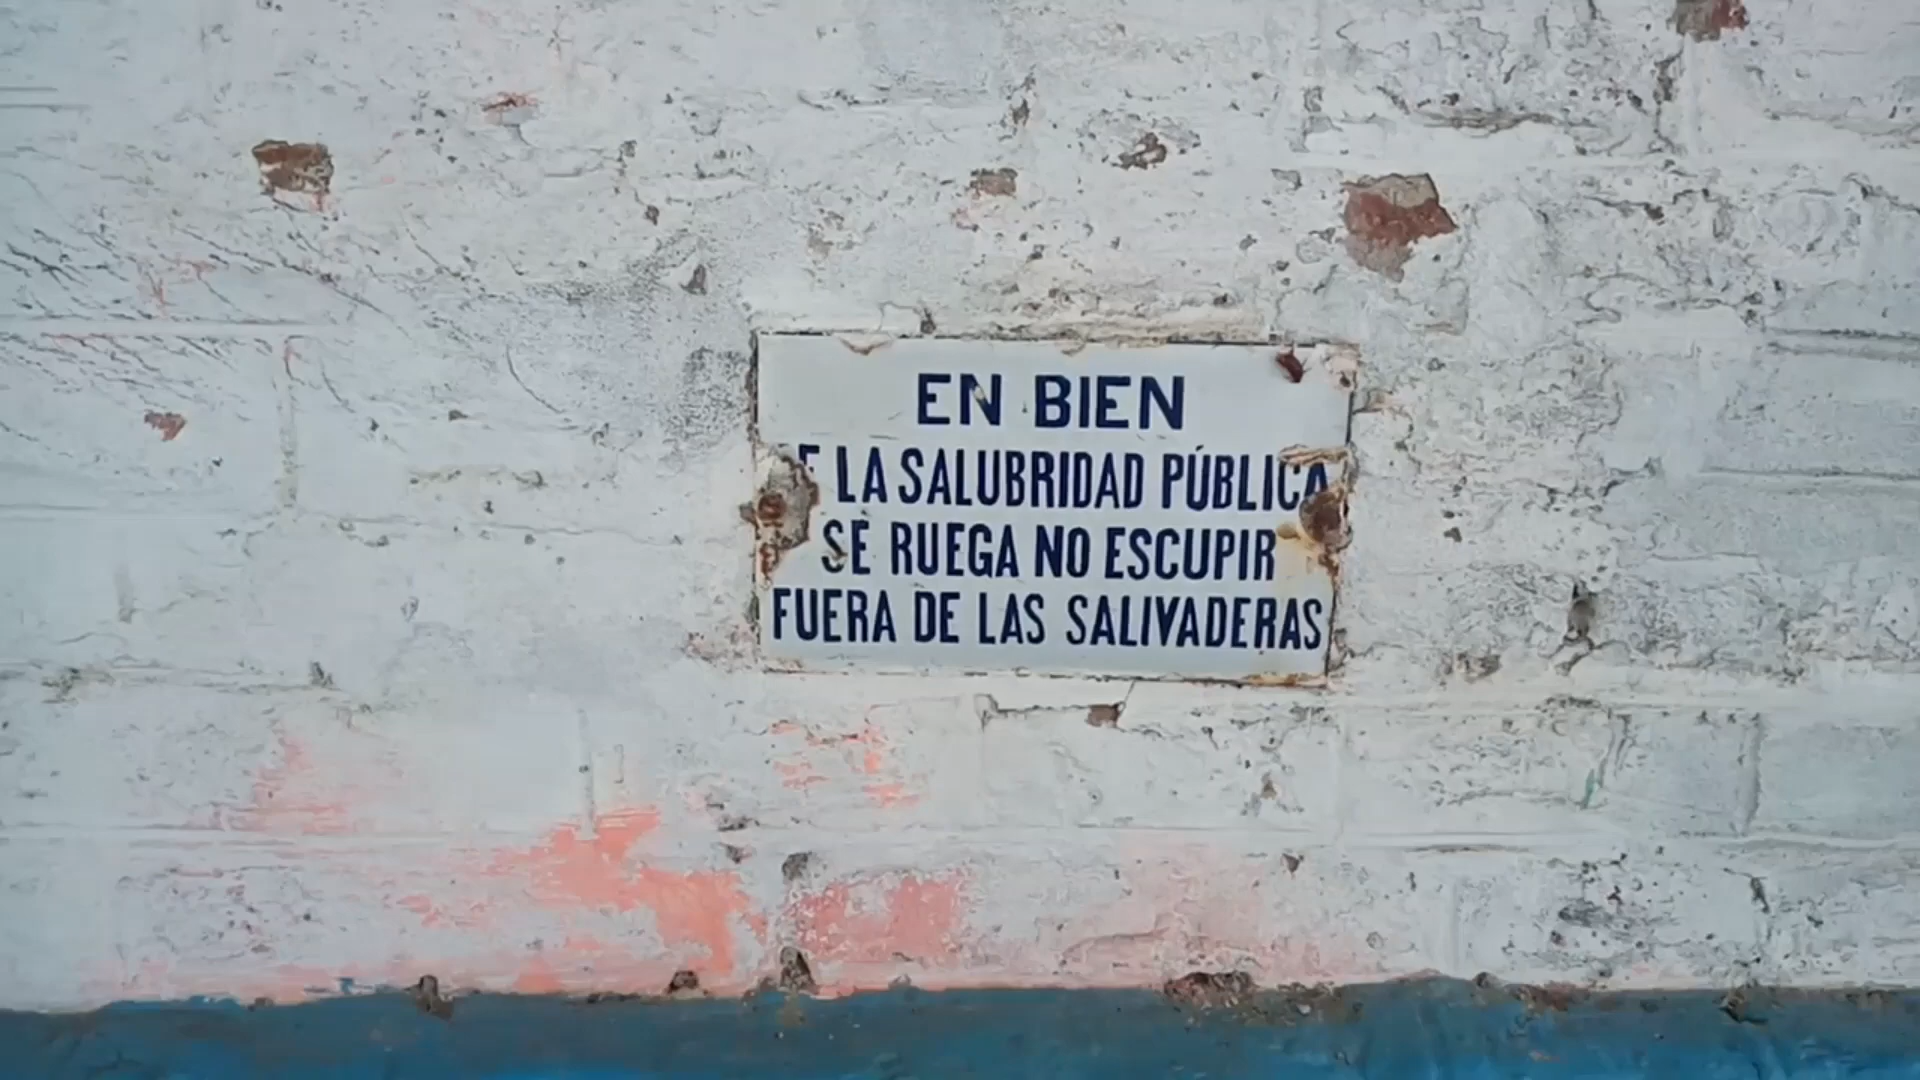 EN BIEN
E LA SALUBRIDAD PÚBLICA
SE RUEGA NO ESCUPIR
FUERA DE LAS SALIVADERAS